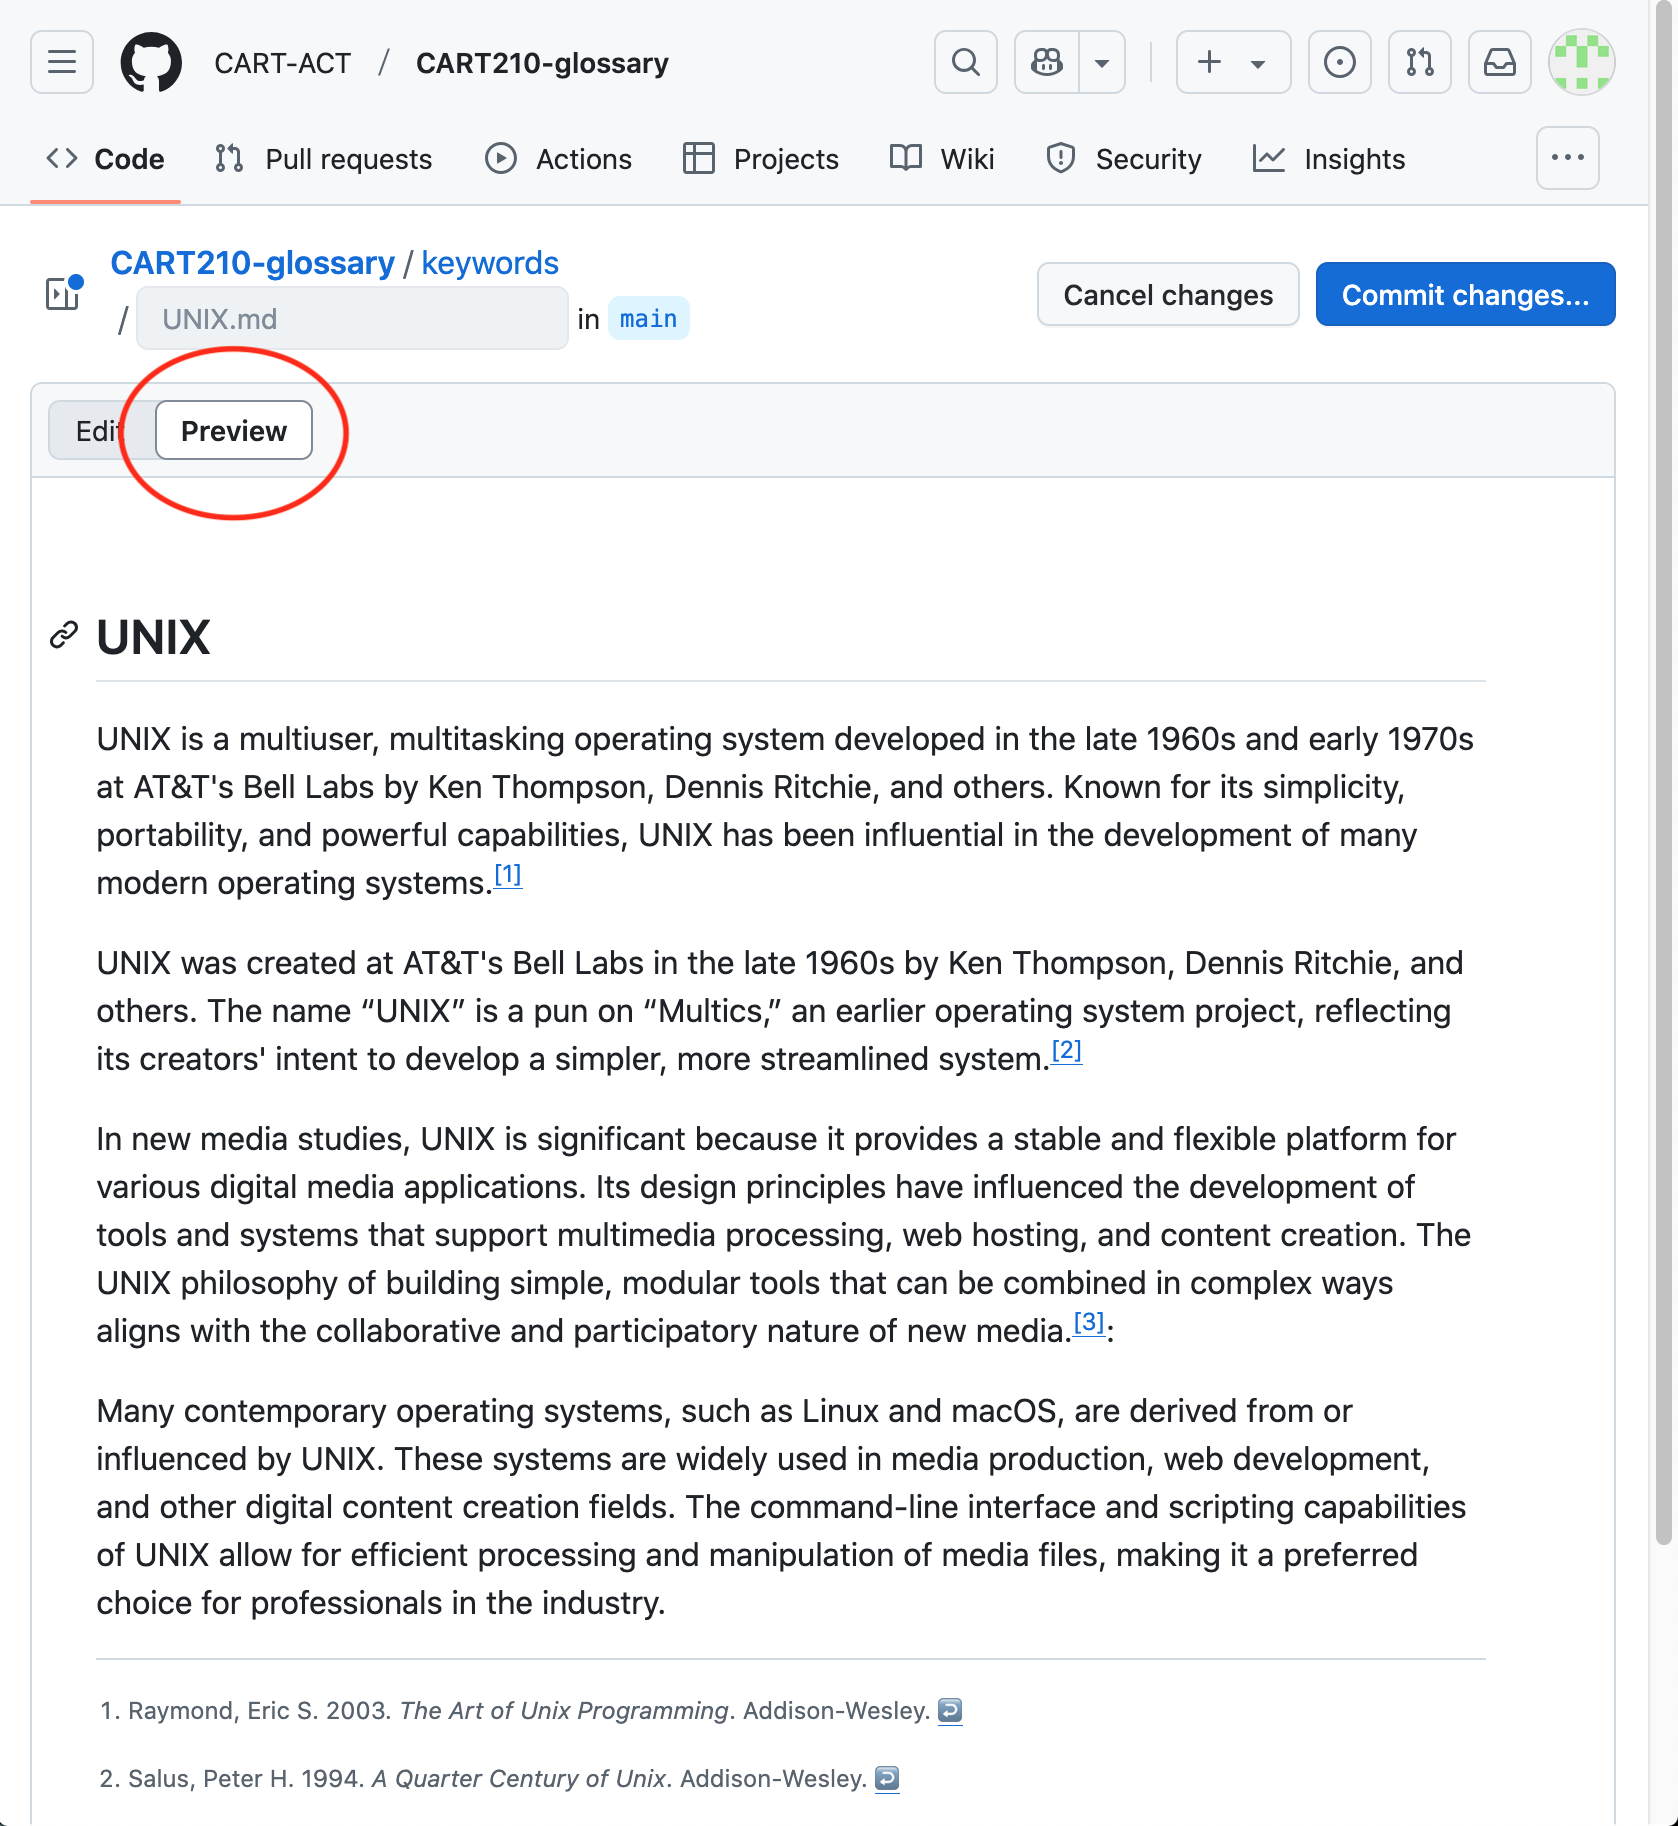 CART-ACT / CART210-glossary
Code Pull requests Actions Projects Wiki Security Insights
CART210-glossary / keywords
/ UNIX.md in main
Cancel changes Commit changes...
Edit Preview
UNIX
UNIX is a multiuser, multitasking operating system developed in the late 1960s and early 1970s
at AT&T's Bell Labs by Ken Thompson, Dennis Ritchie, and others. Known for its simplicity,
portability, and powerful capabilities, UNIX has been influential in the development of many
modern operating systems.[1]
UNIX was created at AT&T's Bell Labs in the late 1960s by Ken Thompson, Dennis Ritchie, and
others. The name “UNIX” is a pun on “Multics,” an earlier operating system project, reflecting
its creators' intent to develop a simpler, more streamlined system.[2]
In new media studies, UNIX is significant because it provides a stable and flexible platform for
various digital media applications. Its design principles have influenced the development of
tools and systems that support multimedia processing, web hosting, and content creation. The
UNIX philosophy of building simple, modular tools that can be combined in complex ways
aligns with the collaborative and participatory nature of new media.[3]:
Many contemporary operating systems, such as Linux and macOS, are derived from or
influenced by UNIX. These systems are widely used in media production, web development,
and other digital content creation fields. The command-line interface and scripting capabilities
of UNIX allow for efficient processing and manipulation of media files, making it a preferred
choice for professionals in the industry.
1. Raymond, Eric S. 2003. The Art of Unix Programming. Addison-Wesley. ↩
2. Salus, Peter H. 1994. A Quarter Century of Unix. Addison-Wesley. ↩